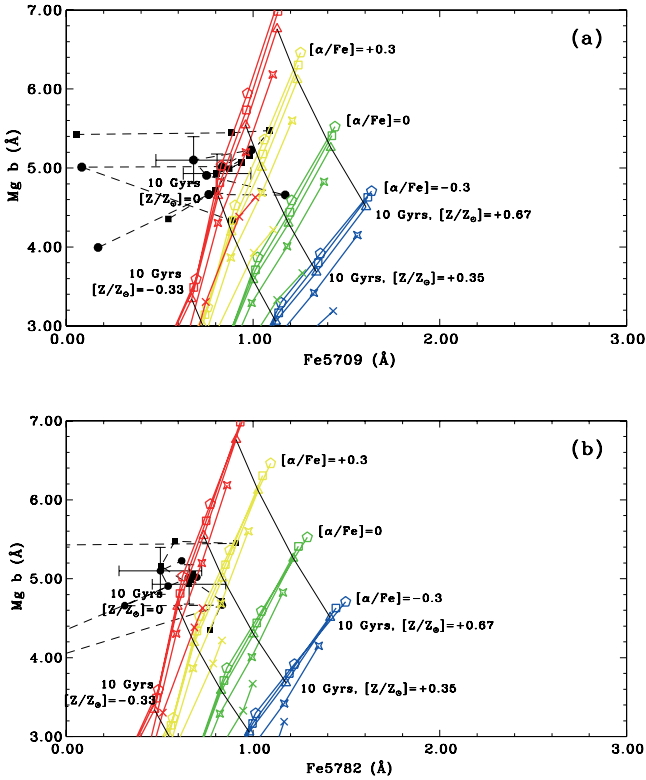 7.00
(a)
[α/Fe]=+0.3
6.00
[α/Fe]=0
5.00
Mg b (Å)
10 Gyrs
[Z/Z⊙]=0
[α/Fe]=−0.3
10 Gyrs, [Z/Z⊙]=+0.67
4.00
10 Gyrs
[Z/Z⊙]=−0.33
10 Gyrs, [Z/Z⊙]=+0.35
3.00
0.00 1.00 2.00 3.00
Fe5709 (Å)
7.00
(b)
[α/Fe]=+0.3
6.00
[α/Fe]=0
5.00
Mg b (Å)
10 Gyrs
[Z/Z⊙]=0
[α/Fe]=−0.3
10 Gyrs, [Z/Z⊙]=+0.67
4.00
10 Gyrs
[Z/Z⊙]=−0.33
10 Gyrs, [Z/Z⊙]=+0.35
3.00
0.00 1.00 2.00 3.00
Fe5782 (Å)